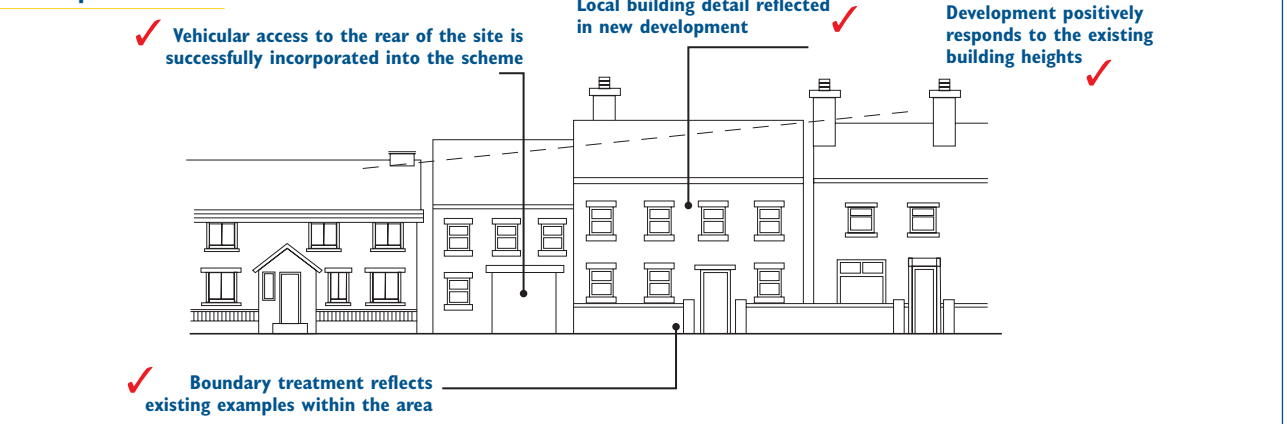 Vehicular access to the rear of the site is
successfully incorporated into the scheme
Local building detail reflected
in new development
Development positively
responds to the existing
building heights
Boundary treatment reflects
existing examples within the area